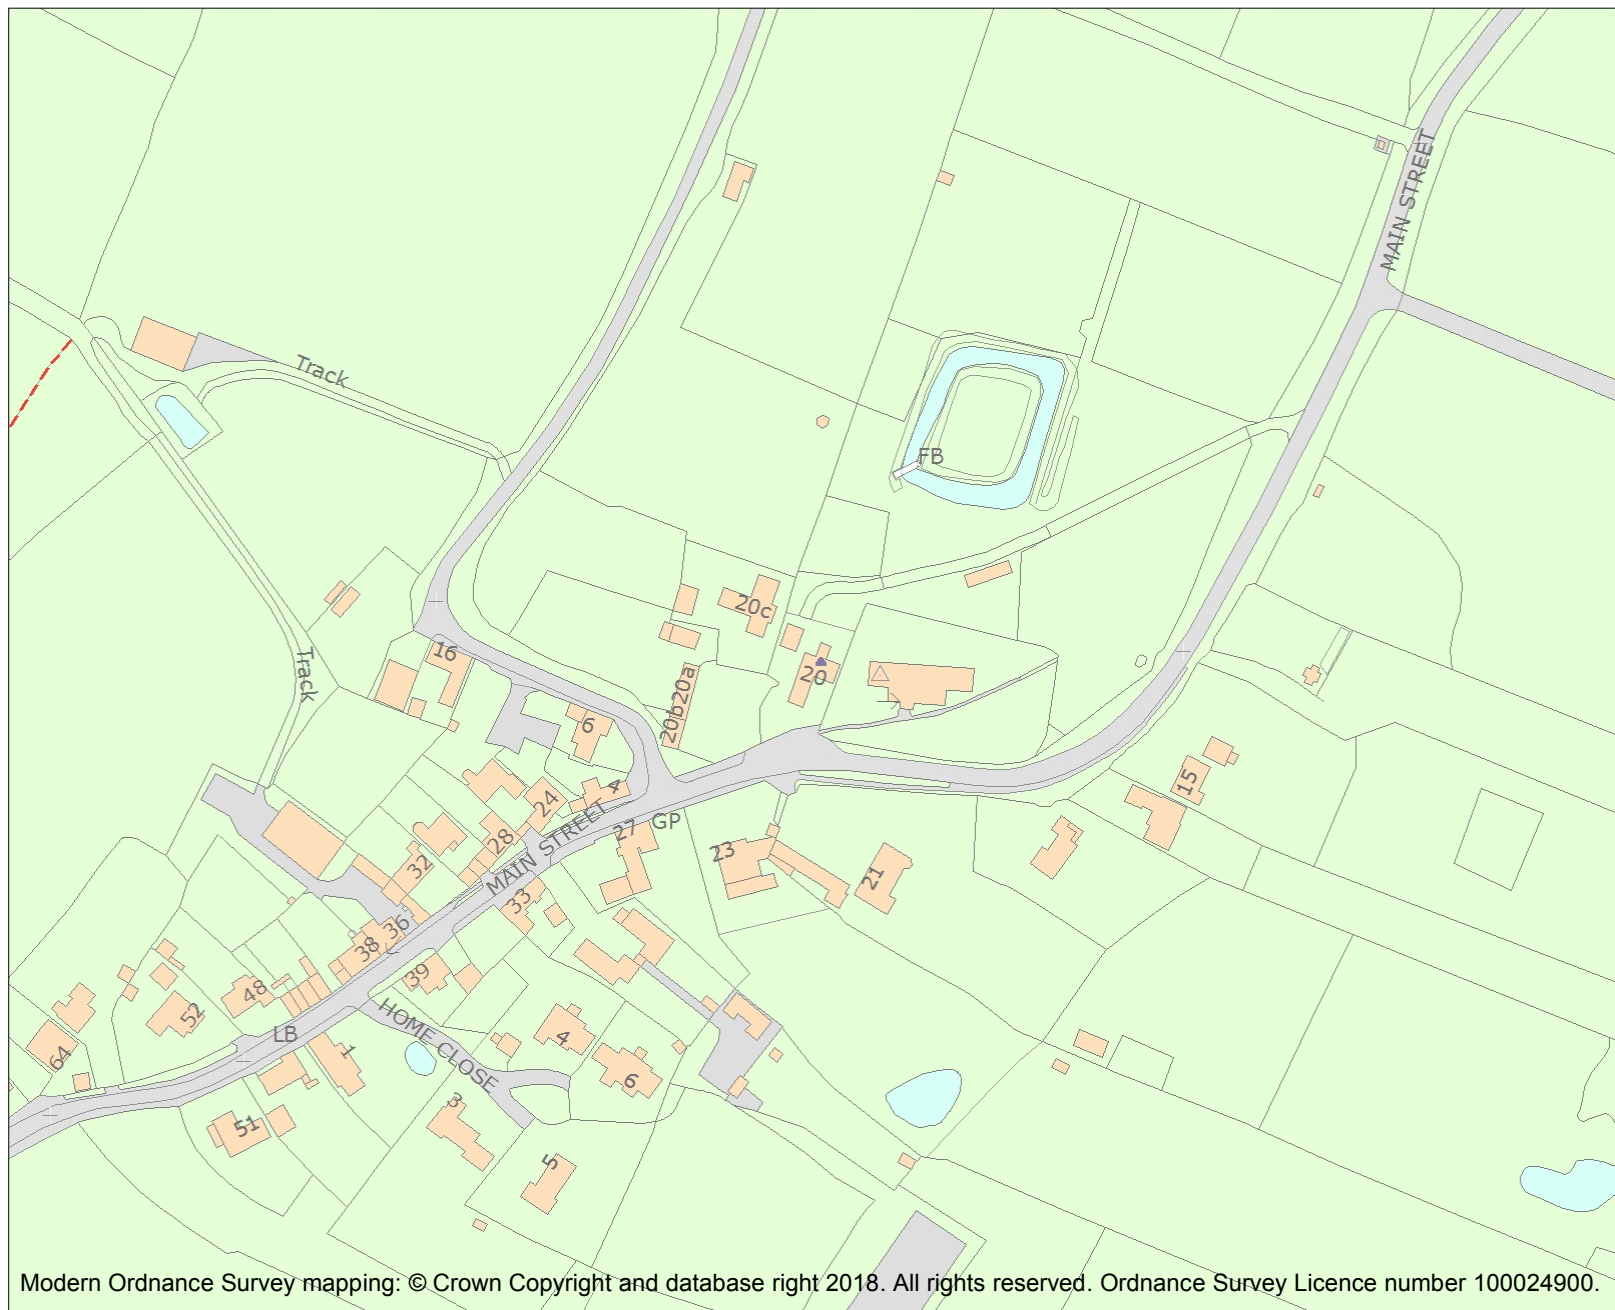 MAIN STREET
Track
FB
20c
Track
16
20
20b20a
6
15
4
24
GP
27
28
MAIN STREET
23
32
21
33
36
38
39
48
52
HOME CLOSE
LB
4
1
64
6
3
51
5
Modern Ordnance Survey mapping: © Crown Copyright and database right 2018. All rights reserved. Ordnance Survey Licence number 100024900.